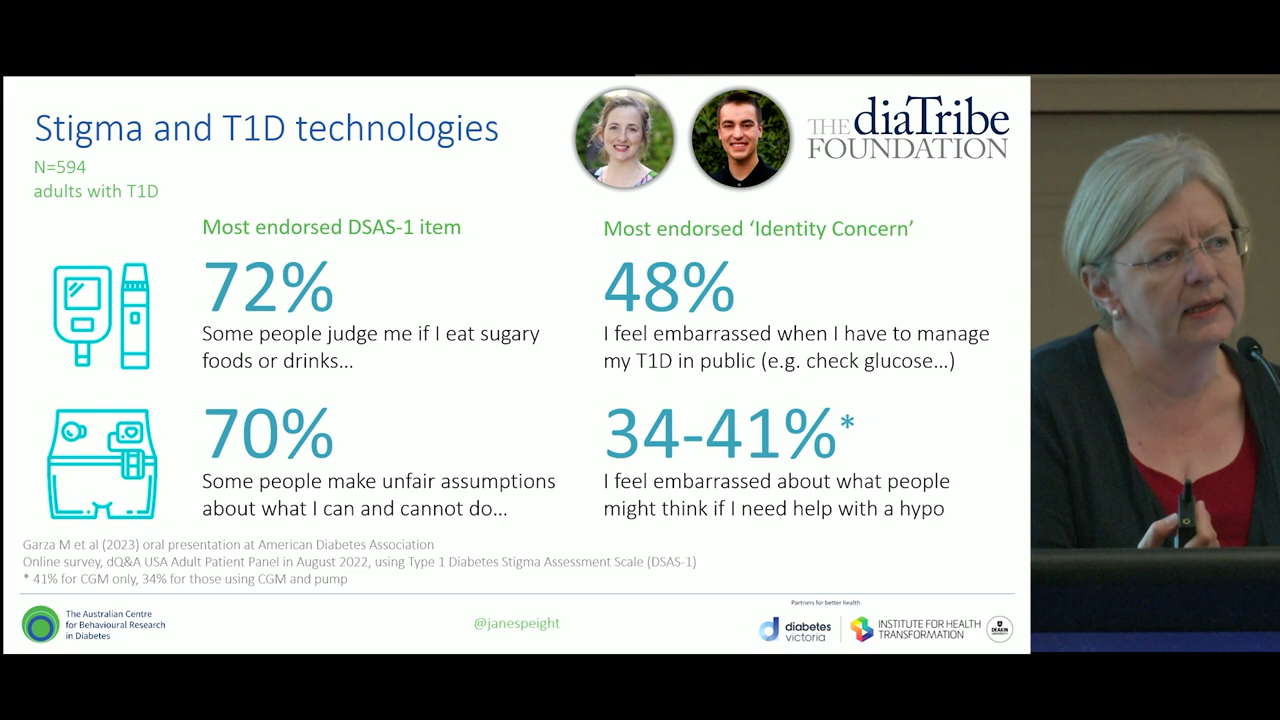 Stigma and T1D technologies
N=594
adults with T1D
THE diaTribe
FOUNDATION
Most endorsed DSAS-1 item
72%
Some people judge me if I eat sugary
foods or drinks...
70%
Some people make unfair assumptions
about what I can and cannot do...
Most endorsed ‘Identity Concern’
48%
I feel embarrassed when I have to manage
my T1D in public (e.g. check glucose...)
34-41%*
I feel embarrassed about what people
might think if I need help with a hypo
Garza M et al (2023) oral presentation at American Diabetes Association
Online survey, dQ&A USA Adult Patient Panel in August 2022, using Type 1 Diabetes Stigma Assessment Scale (DSAS-1)
* 41% for CGM only, 34% for those using CGM and pump
The Australian Centre
for Behavioural Research
in Diabetes
@janespeight
Partners for better health
diabetes
victoria
INSTITUTE FOR HEALTH
TRANSFORMATION
DEAKIN
UNIVERSITY